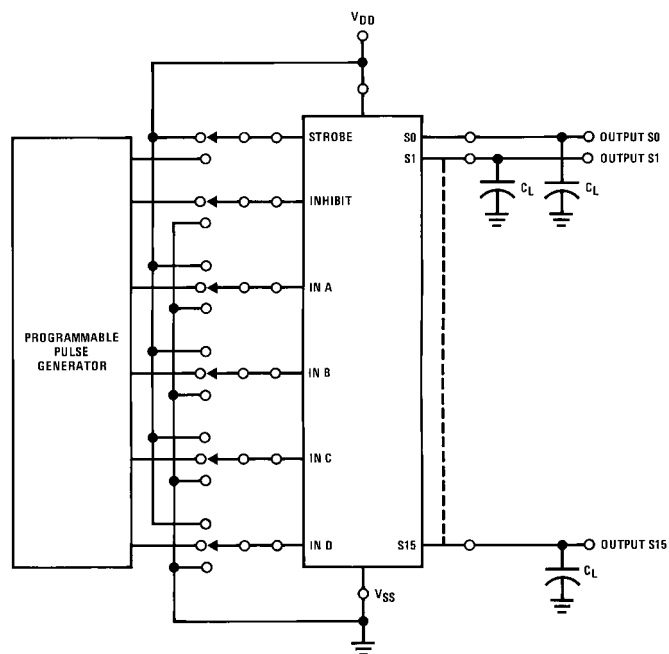 VDD
STROBE
S0
OUTPUT S0
S1
OUTPUT S1
CL
CL
INHIBIT
IN A
PROGRAMMABLE
PULSE
GENERATOR
IN B
IN C
IN D
S15
OUTPUT S15
CL
VSS